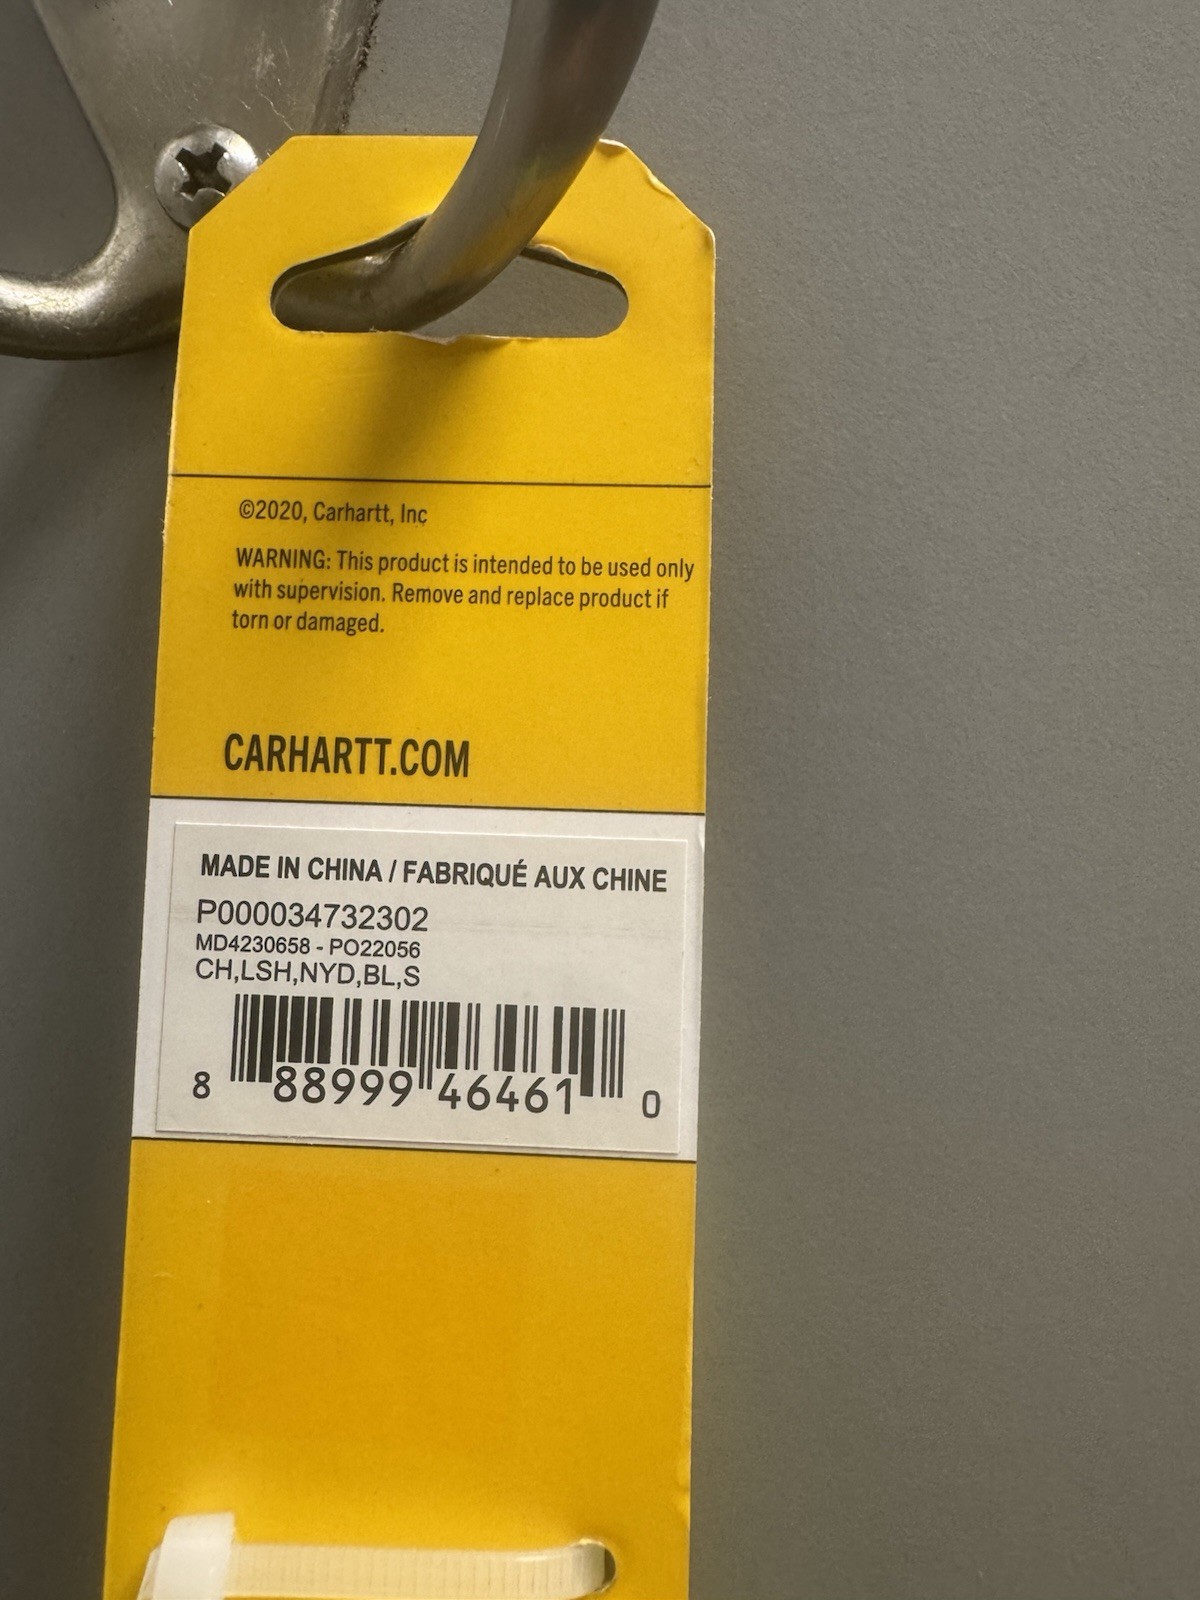 ©2020, Carhartt, Inc
WARNING: This product is intended to be used only
with supervision. Remove and replace product if
torn or damaged.
CARHARTT.COM
MADE IN CHINA / FABRIQUÉ AUX CHINE
P000034732302
MD4230658 - PO22056
CH,LSH,NYD,BL,S
8 88999 46461 0